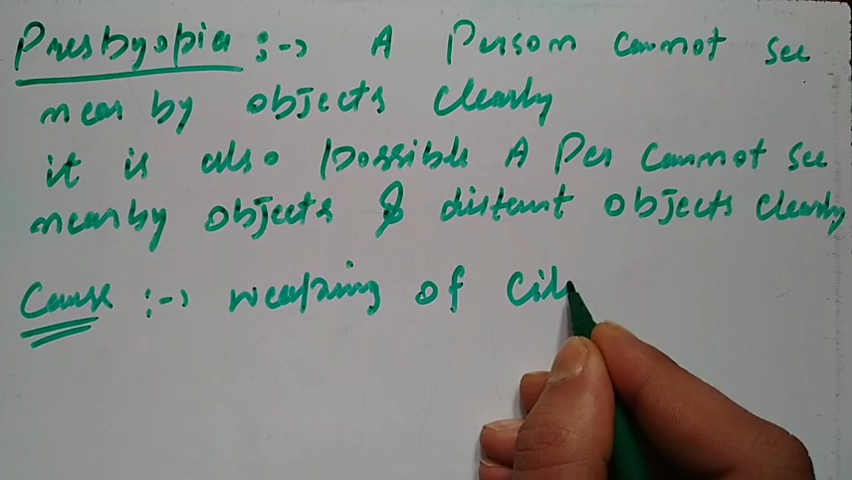 Presbyopia :-> A Person cannot see
near by objects clearly
it is also possible A Per cannot see
nearby objects & distant objects clearly
Cause :-> weakning of Cil